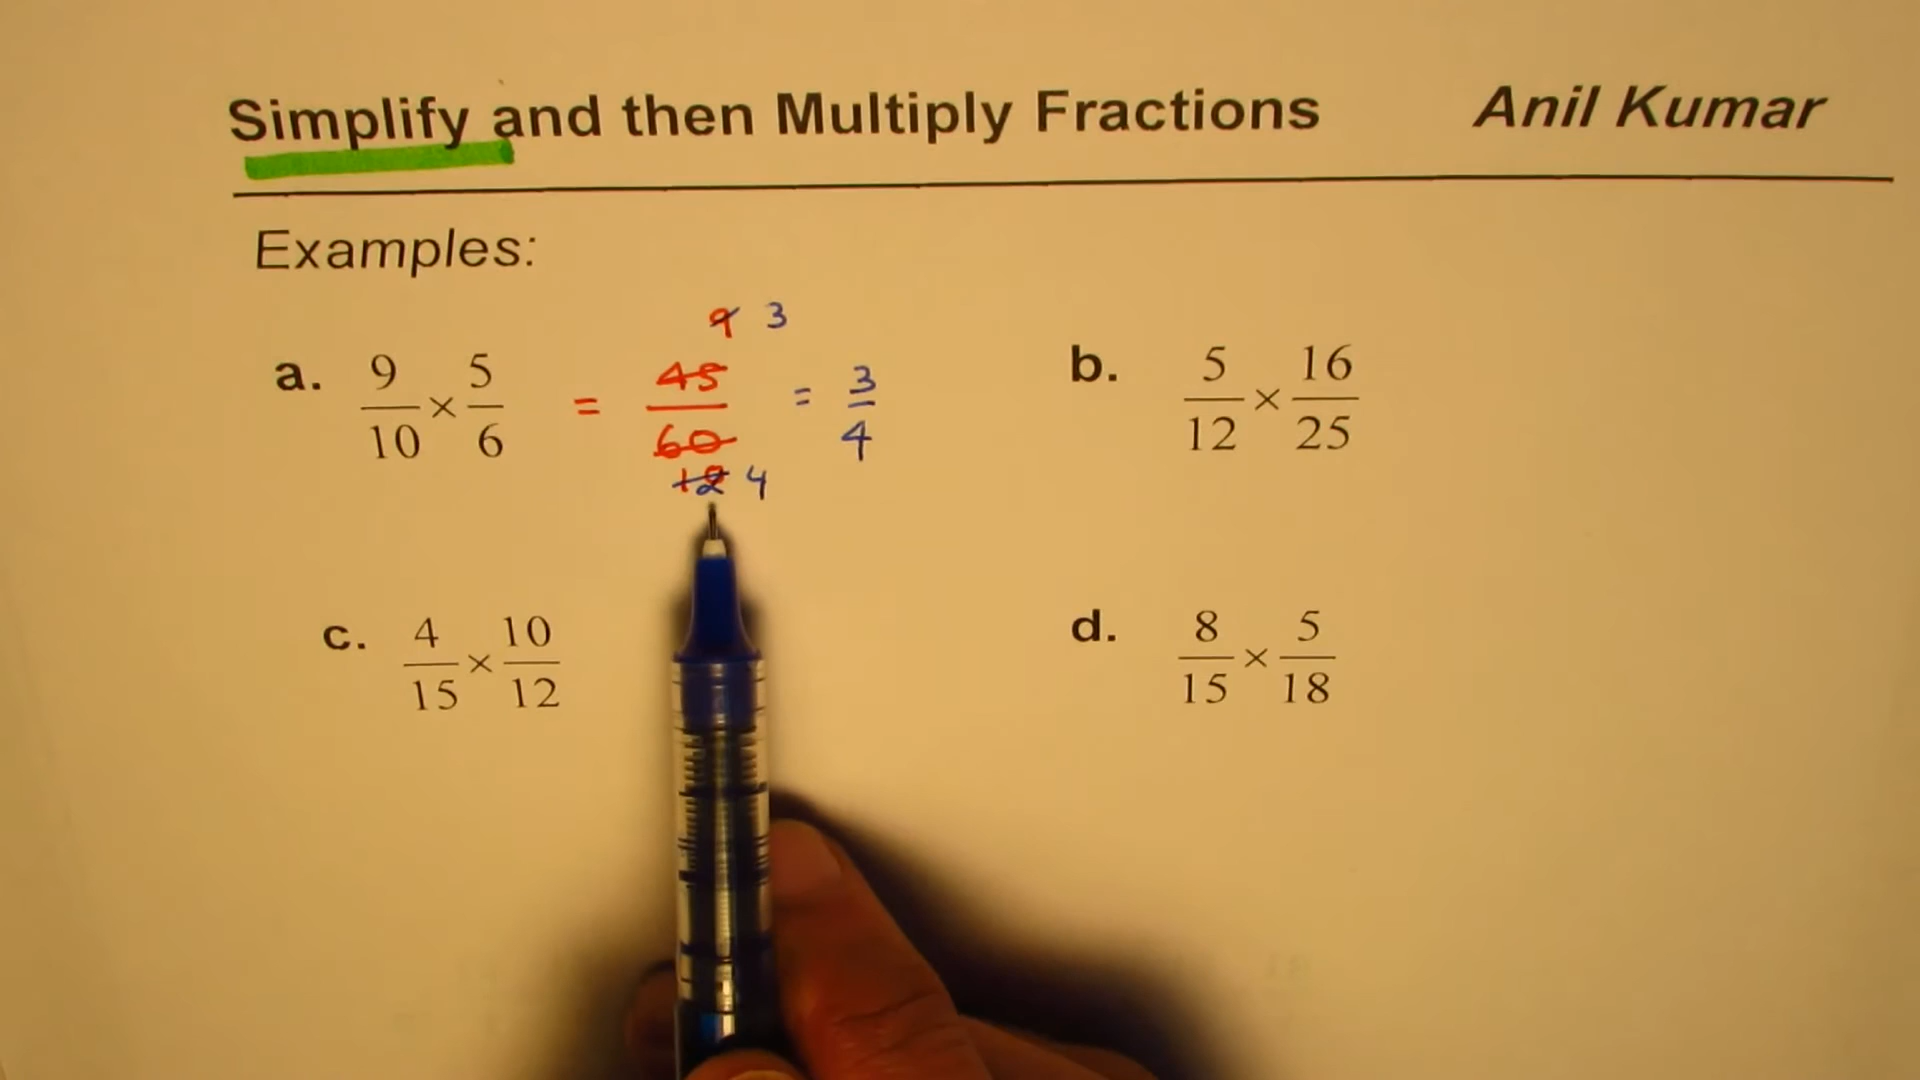 Simplify and then Multiply Fractions Anil Kumar
Examples:
a. 9/10 × 5/6 = 45/60 = 3/4
9 3
12 4
b. 5/12 × 16/25
c. 4/15 × 10/12
d. 8/15 × 5/18